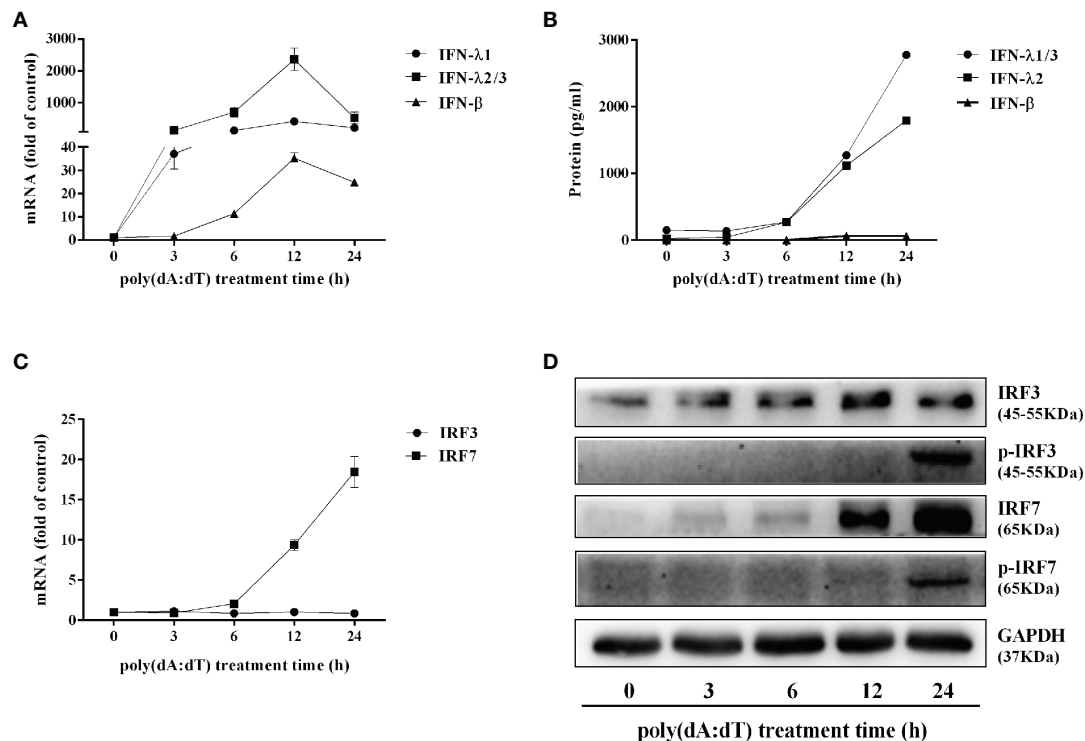 A
3000
2000
1000
40
30
20
10
0
mRNA (fold of control)
0 3 6 12 24
poly(dA:dT) treatment time (h)
IFN-λ1
IFN-λ2/3
IFN-β
B
3000
2000
1000
0
Protein (pg/ml)
0 3 6 12 24
poly(dA:dT) treatment time (h)
IFN-λ1/3
IFN-λ2
IFN-β
C
25
20
15
10
5
0
mRNA (fold of control)
0 3 6 12 24
poly(dA:dT) treatment time (h)
IRF3
IRF7
D
IRF3
(45-55KDa)
p-IRF3
(45-55KDa)
IRF7
(65KDa)
p-IRF7
(65KDa)
GAPDH
(37KDa)
0 3 6 12 24
poly(dA:dT) treatment time (h)